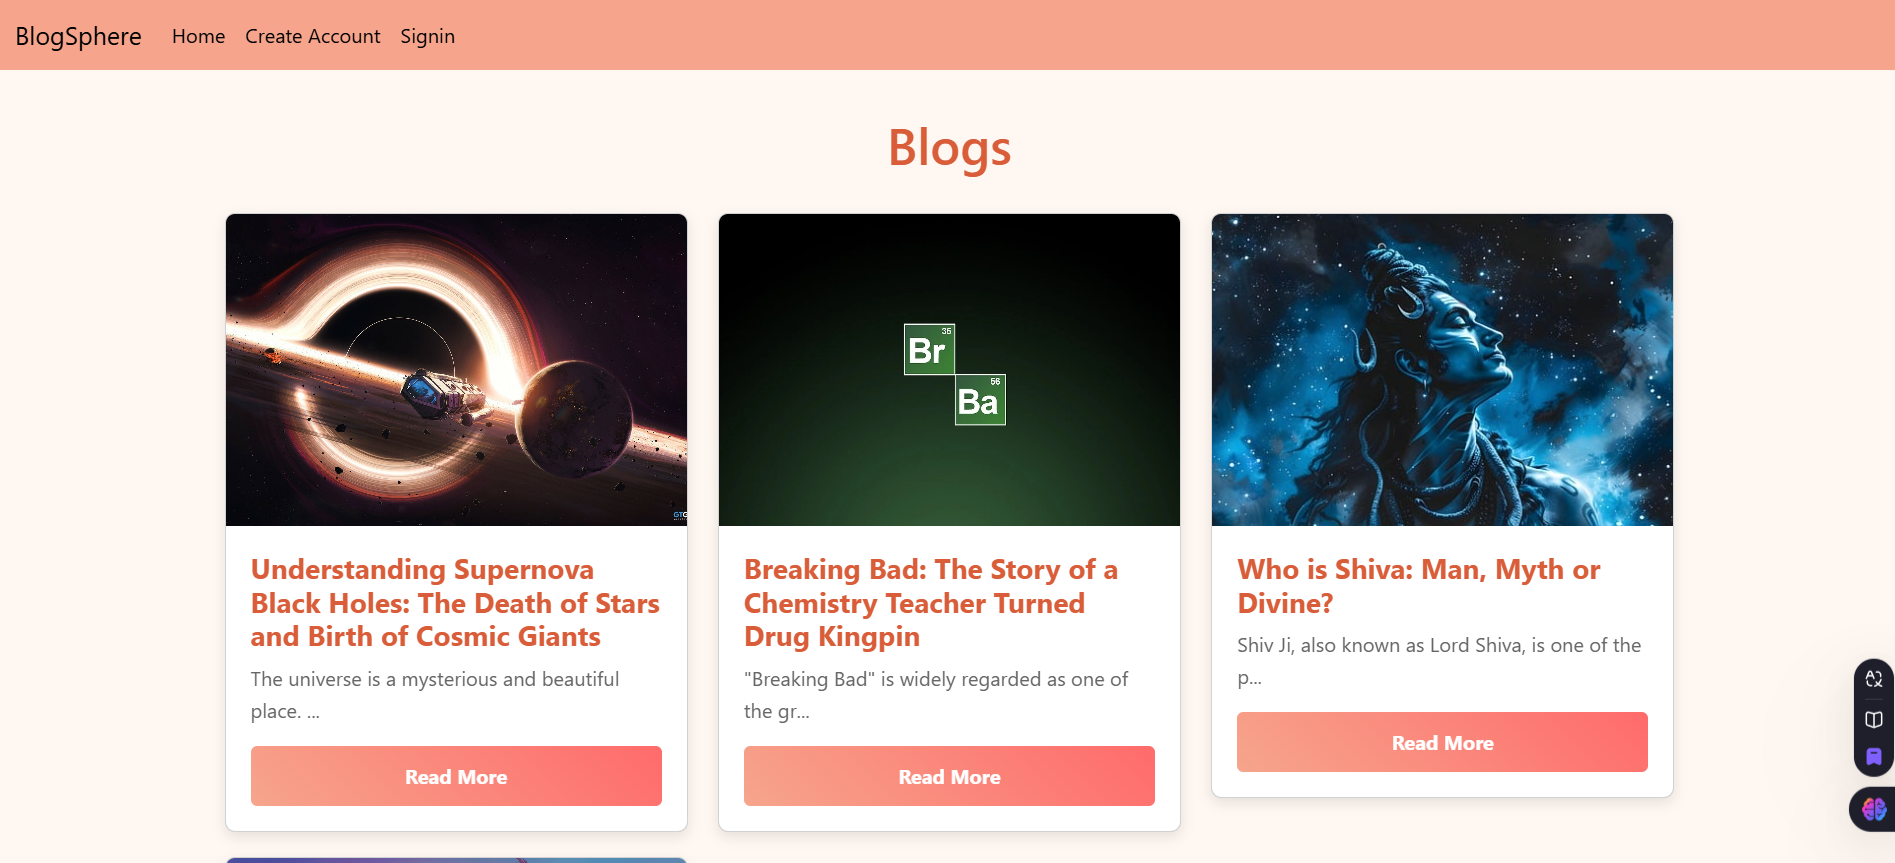 BlogSphere Home Create Account Signin
Blogs
35
Br
56
Ba
Understanding Supernova
Black Holes: The Death of Stars
and Birth of Cosmic Giants
The universe is a mysterious and beautiful
place. ...
Read More
Breaking Bad: The Story of a
Chemistry Teacher Turned
Drug Kingpin
"Breaking Bad" is widely regarded as one of
the gr...
Read More
Who is Shiva: Man, Myth or
Divine?
Shiv Ji, also known as Lord Shiva, is one of the
p...
Read More